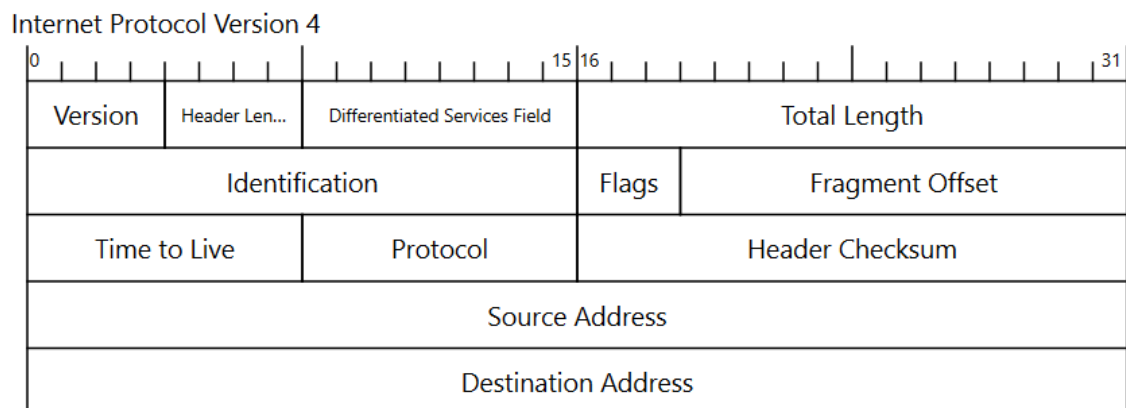 Internet Protocol Version 4
0 15 16 31
Version Header Len... Differentiated Services Field Total Length
Identification Flags Fragment Offset
Time to Live Protocol Header Checksum
Source Address
Destination Address